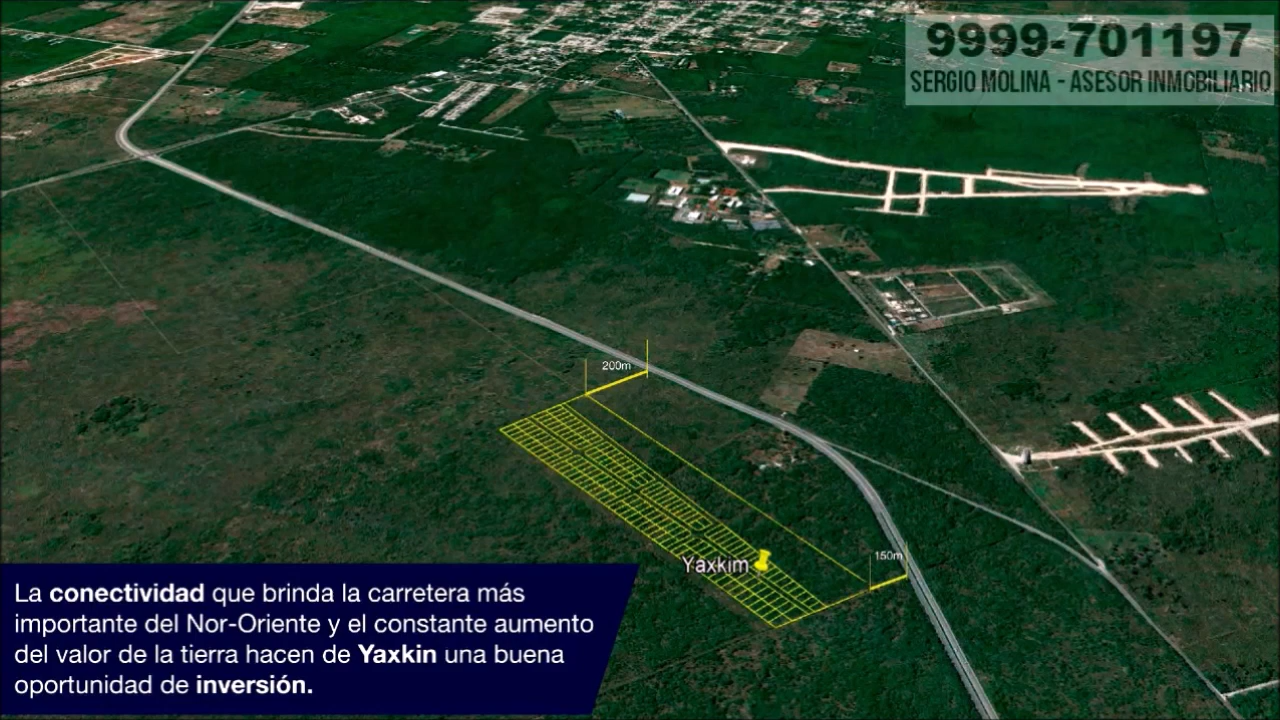 9999-701197
SERGIO MOLINA - ASESOR INMOBILIARIO
200m
150m
Yaxkim
La conectividad que brinda la carretera más
importante del Nor-Oriente y el constante aumento
del valor de la tierra hacen de Yaxkin una buena
oportunidad de inversión.